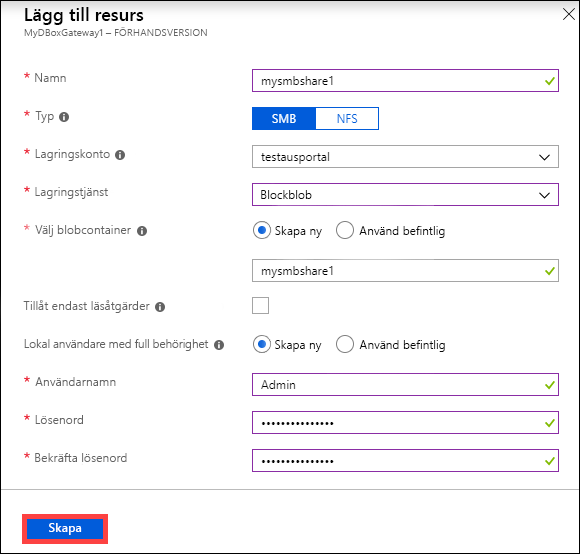 Lägg till resurs
MyDBoxGateway1 – FÖRHANDSVERSION
* Namn
mysmbshare1
* Typ
SMB NFS
* Lagringskonto
testausportal
* Lagringstjänst
Blockblob
* Välj blobcontainer
Skapa ny Använd befintlig
mysmbshare1
Tillåt endast läsåtgärder
Lokal användare med full behörighet
Skapa ny Använd befintlig
* Användarnamn
Admin
* Lösenord
•••••••••••••••
* Bekräfta lösenord
•••••••••••••••
Skapa